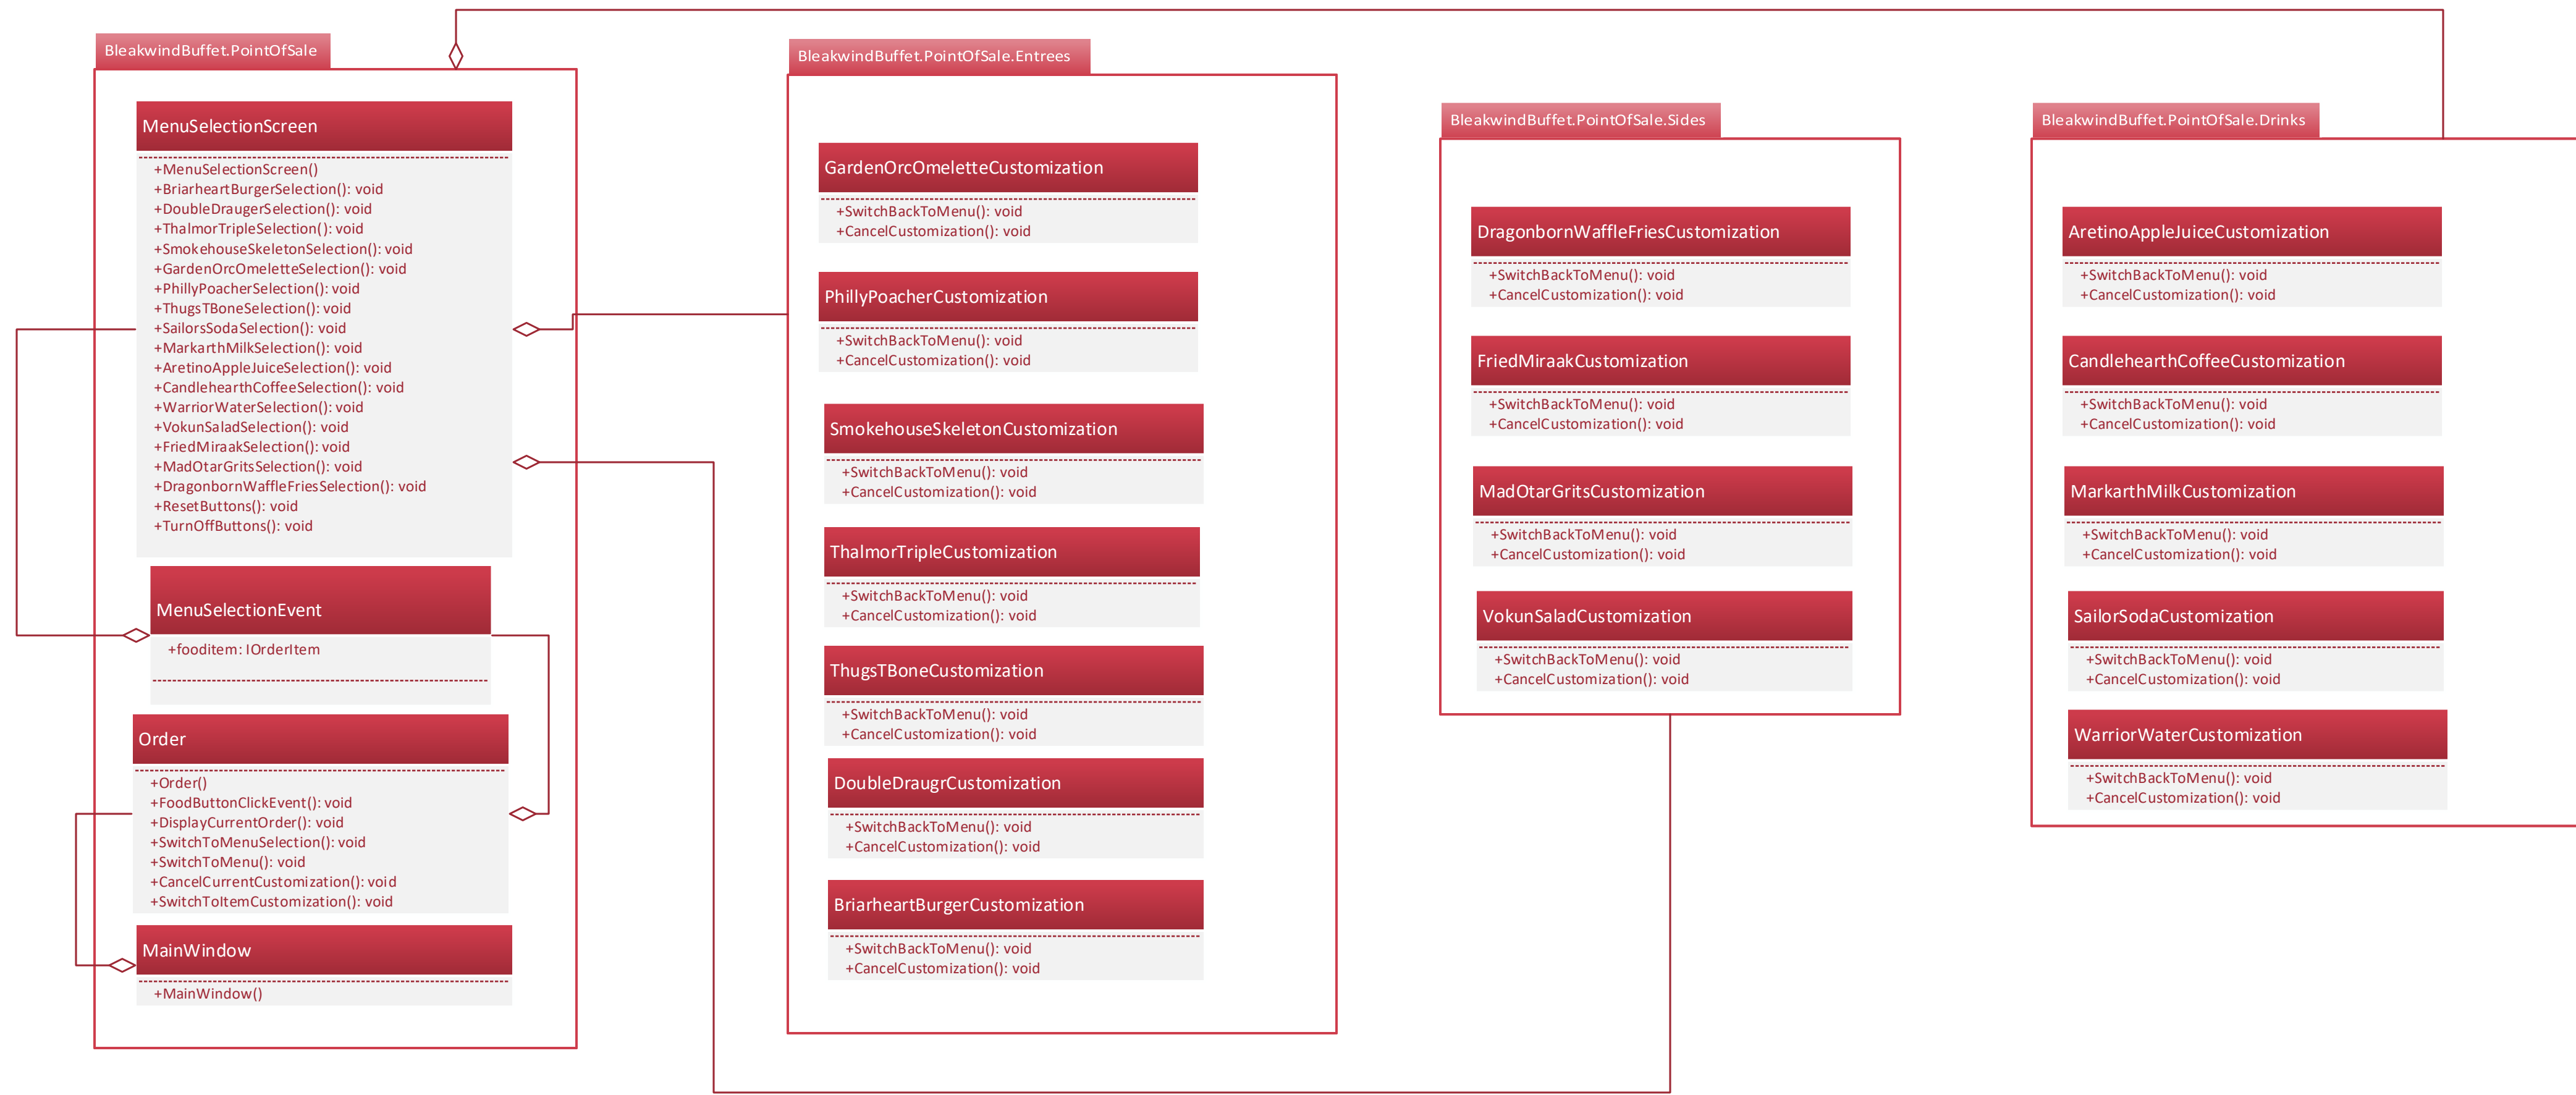 BleakwindBuffet.PointOfSale
MenuSelectionScreen
+MenuSelectionScreen()
+BriarheartBurgerSelection(): void
+DoubleDraugerSelection(): void
+ThalmorTripleSelection(): void
+SmokehouseSkeletonSelection(): void
+GardenOrcOmeletteSelection(): void
+PhillyPoacherSelection(): void
+ThugsTBoneSelection(): void
+SailorsSodaSelection(): void
+MarkarthMilkSelection(): void
+AretinoAppleJuiceSelection(): void
+CandlehearthCoffeeSelection(): void
+WarriorWaterSelection(): void
+VokunSaladSelection(): void
+FriedMiraakSelection(): void
+MadOtarGritsSelection(): void
+DragonbornWaffleFriesSelection(): void
+ResetButtons(): void
+TurnOffButtons(): void
MenuSelectionEvent
+fooditem: IOrderItem
Order
+Order()
+FoodButtonClickEvent(): void
+DisplayCurrentOrder(): void
+SwitchToMenuSelection(): void
+SwitchToMenu(): void
+CancelCurrentCustomization(): void
+SwitchToItemCustomization(): void
MainWindow
+MainWindow()
BleakwindBuffet.PointOfSale.Entrees
GardenOrcOmeletteCustomization
+SwitchBackToMenu(): void
+CancelCustomization(): void
PhillyPoacherCustomization
+SwitchBackToMenu(): void
+CancelCustomization(): void
SmokehouseSkeletonCustomization
+SwitchBackToMenu(): void
+CancelCustomization(): void
ThalmorTripleCustomization
+SwitchBackToMenu(): void
+CancelCustomization(): void
ThugsTBoneCustomization
+SwitchBackToMenu(): void
+CancelCustomization(): void
DoubleDraugrCustomization
+SwitchBackToMenu(): void
+CancelCustomization(): void
BriarheartBurgerCustomization
+SwitchBackToMenu(): void
+CancelCustomization(): void
BleakwindBuffet.PointOfSale.Sides
DragonbornWaffleFriesCustomization
+SwitchBackToMenu(): void
+CancelCustomization(): void
FriedMiraakCustomization
+SwitchBackToMenu(): void
+CancelCustomization(): void
MadOtarGritsCustomization
+SwitchBackToMenu(): void
+CancelCustomization(): void
VokunSaladCustomization
+SwitchBackToMenu(): void
+CancelCustomization(): void
BleakwindBuffet.PointOfSale.Drinks
AretinoAppleJuiceCustomization
+SwitchBackToMenu(): void
+CancelCustomization(): void
CandlehearthCoffeeCustomization
+SwitchBackToMenu(): void
+CancelCustomization(): void
MarkarthMilkCustomization
+SwitchBackToMenu(): void
+CancelCustomization(): void
SailorSodaCustomization
+SwitchBackToMenu(): void
+CancelCustomization(): void
WarriorWaterCustomization
+SwitchBackToMenu(): void
+CancelCustomization(): void